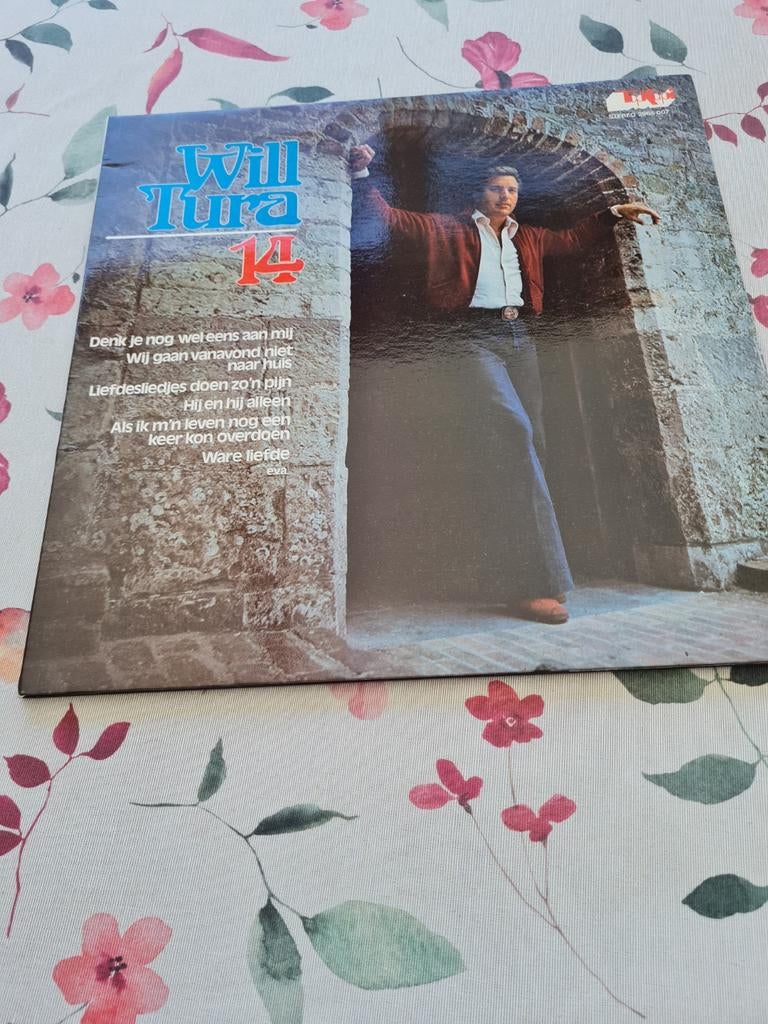 Will
Tura
14
Denk je nog wel eens aan mij
Wij gaan vanavond niet
naar huis
Liefdesliedjes doen zo'n pijn
Hij en hij alleen
Als ik m'n leven nog een
keer kon overdoen
Ware liefde
eva.
STEREO